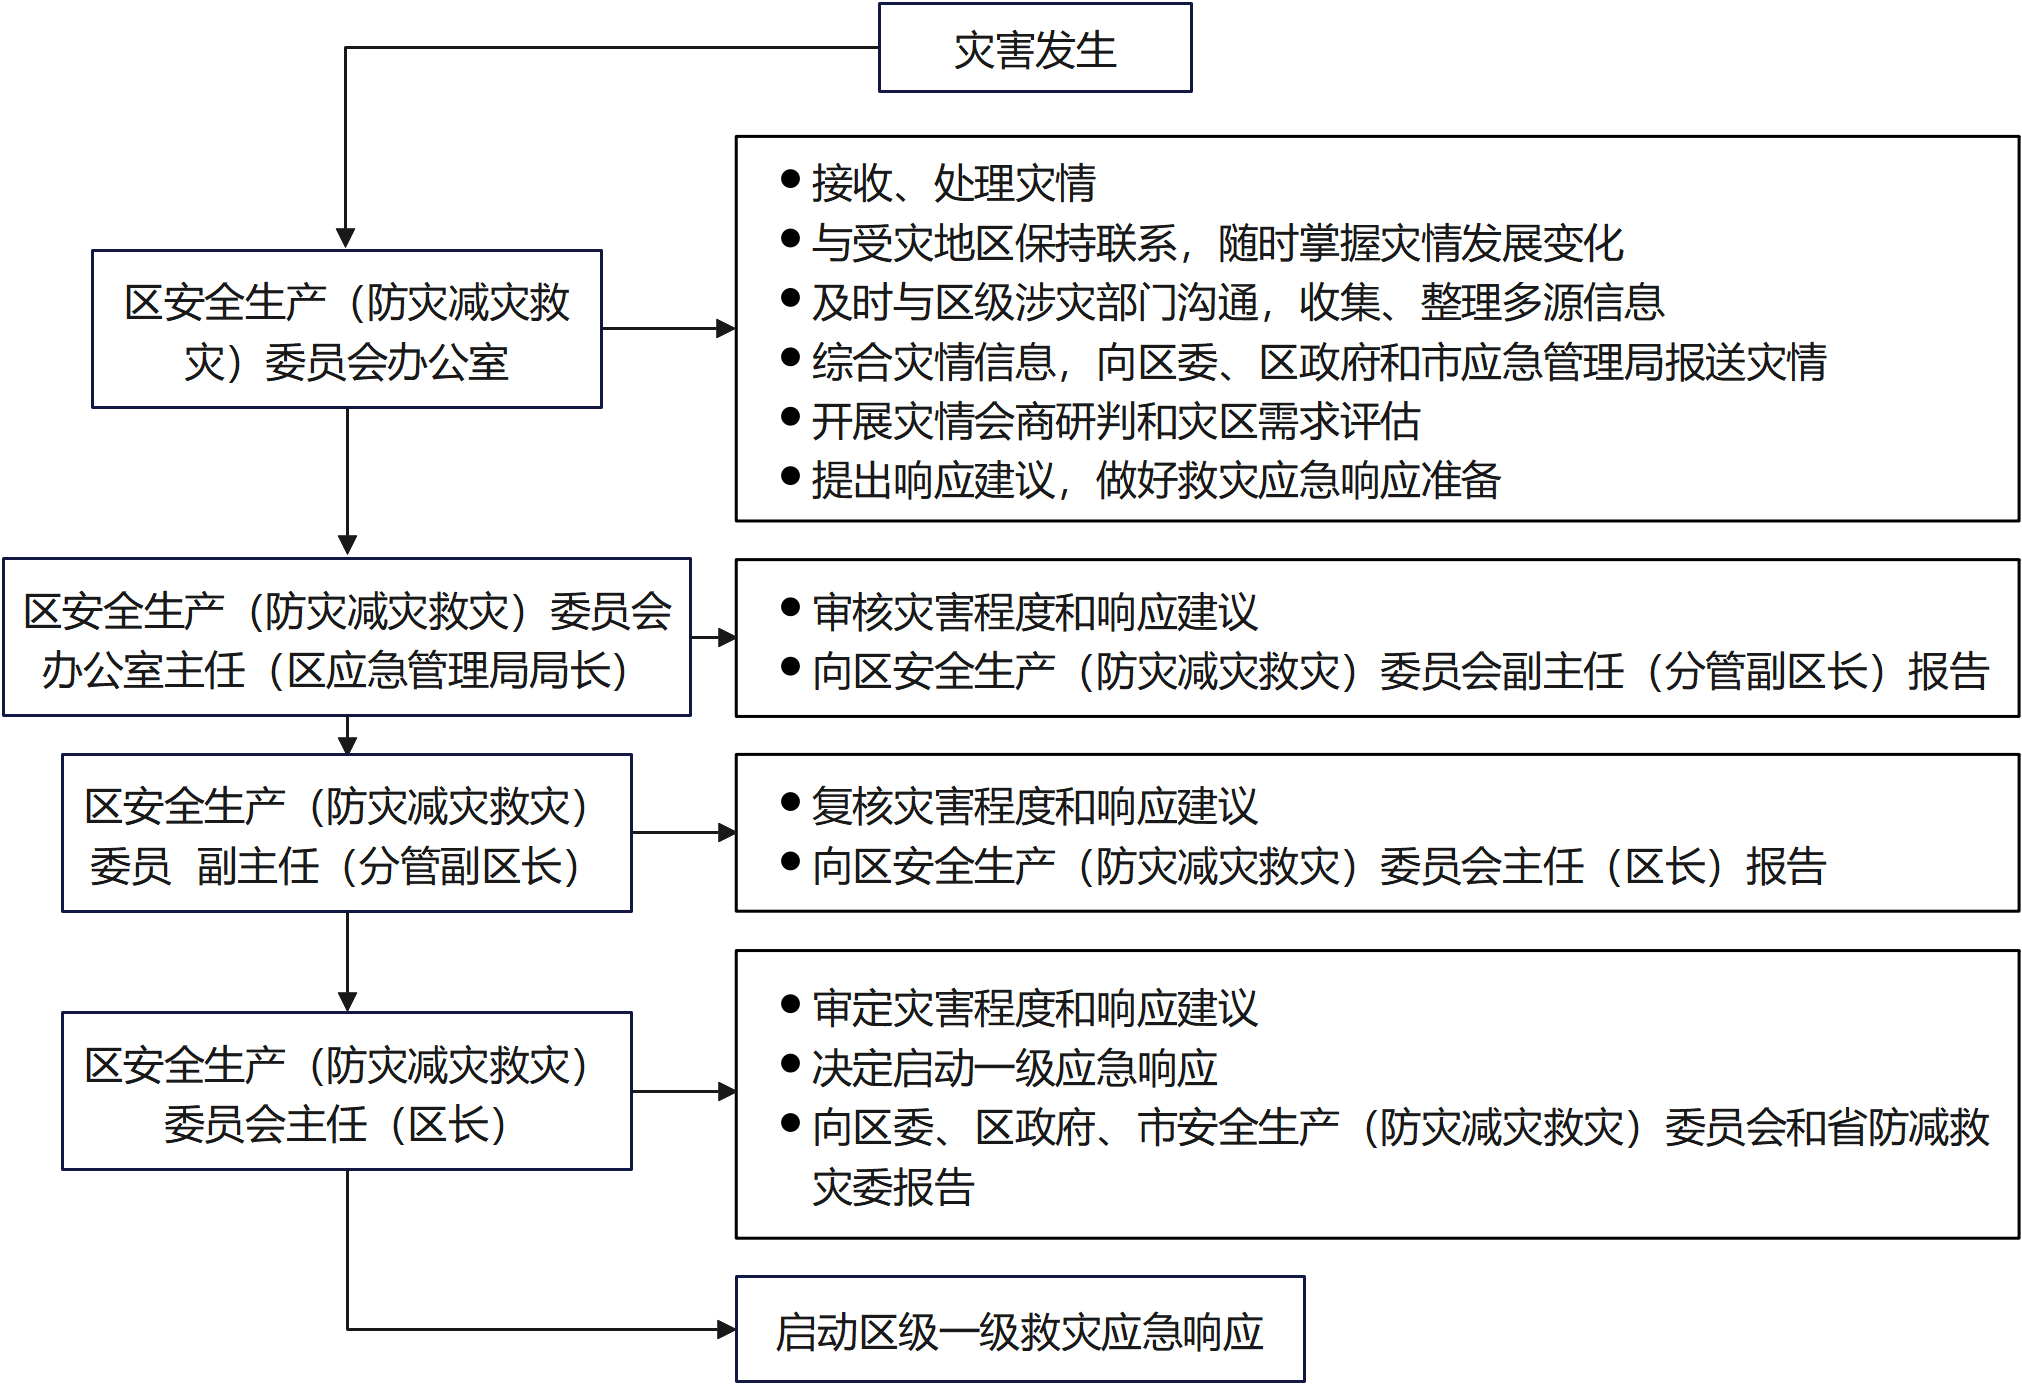 灾害发生
● 接收、处理灾情
● 与受灾地区保持联系，随时掌握灾情发展变化
● 及时与区级涉灾部门沟通，收集、整理多源信息
● 综合灾情信息，向区委、区政府和市应急管理局报送灾情
● 开展灾情会商研判和灾区需求评估
● 提出响应建议，做好救灾应急响应准备
区安全生产（防灾减灾救
灾）委员会办公室
区安全生产（防灾减灾救灾）委员会
办公室主任（区应急管理局局长）
● 审核灾害程度和响应建议
● 向区安全生产（防灾减灾救灾）委员会副主任（分管副区长）报告
区安全生产（防灾减灾救灾）
委员 副主任（分管副区长）
● 复核灾害程度和响应建议
● 向区安全生产（防灾减灾救灾）委员会主任（区长）报告
区安全生产（防灾减灾救灾）
委员会主任（区长）
● 审定灾害程度和响应建议
● 决定启动一级应急响应
● 向区委、区政府、市安全生产（防灾减灾救灾）委员会和省防减救
灾委报告
启动区级一级救灾应急响应